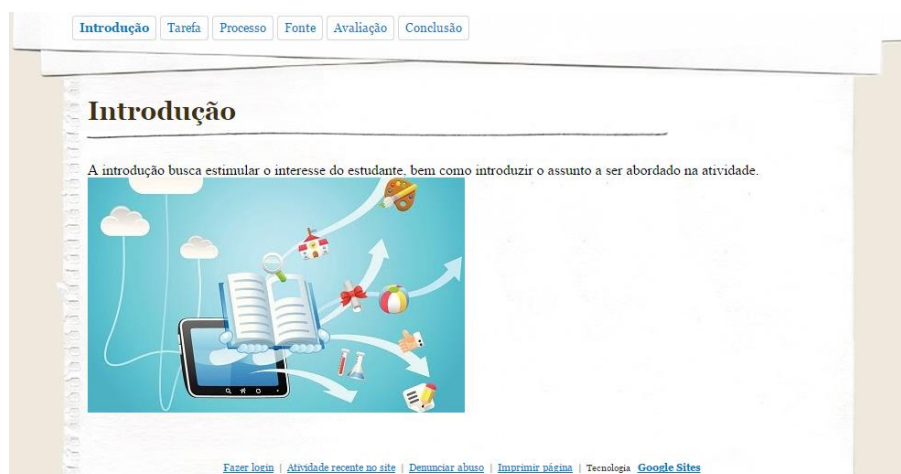 Introdução Tarefa Processo Fonte Avaliação Conclusão
Introdução
A introdução busca estimular o interesse do estudante, bem como introduzir o assunto a ser abordado na atividade.
Fazer login | Atividade recente no site | Denunciar abuso | Imprimir página | Tecnologia Google Sites